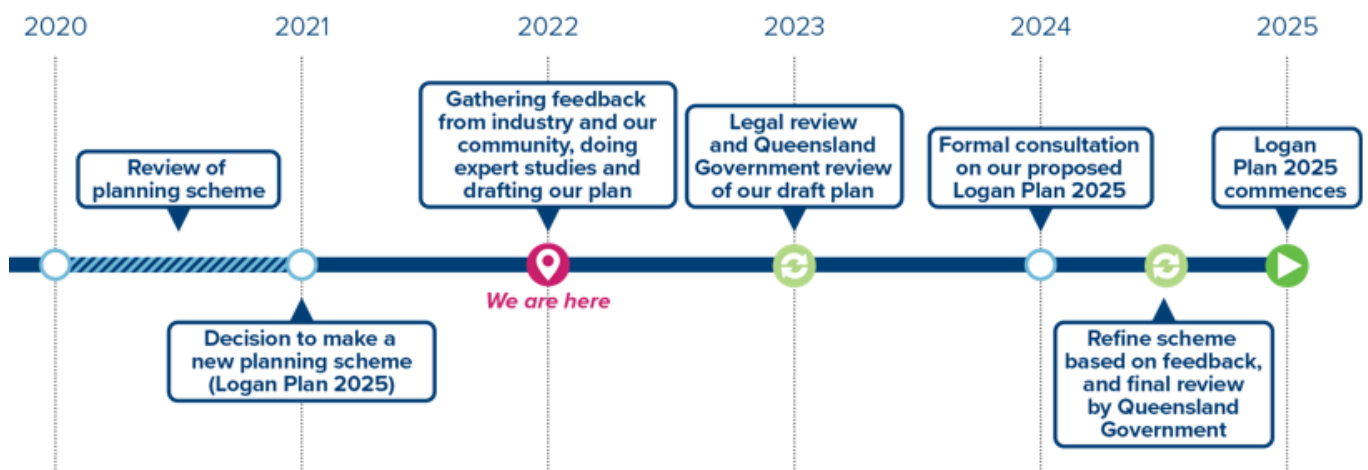 2020
2021
2022
2023
2024
2025
Review of
planning scheme
Gathering feedback
from industry and our
community, doing
expert studies and
drafting our plan
Legal review
and Queensland
Government review
of our draft plan
Formal consultation
on our proposed
Logan Plan 2025
Logan
Plan 2025
commences
We are here
Decision to make a
new planning scheme
(Logan Plan 2025)
Refine scheme
based on feedback,
and final review
by Queensland
Government